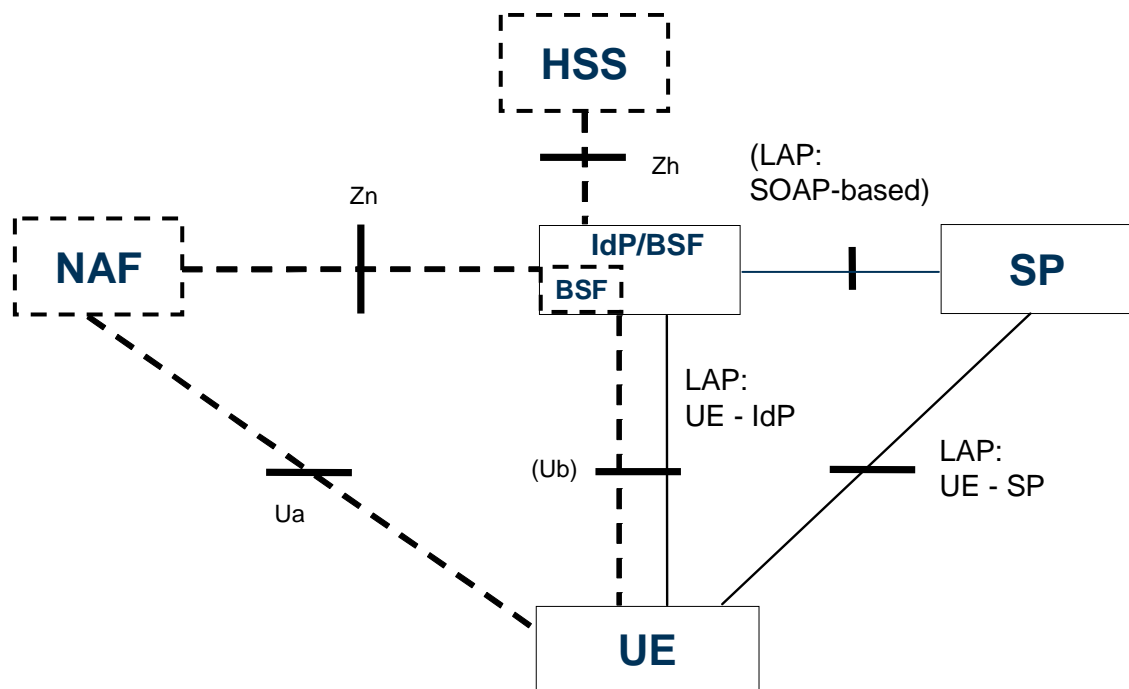 HSS
(LAP:
SOAP-based)
Zh
Zn
IdP/BSF
NAF
BSF
SP
LAP:
UE - IdP
LAP:
UE - SP
(Ub)
Ua
UE